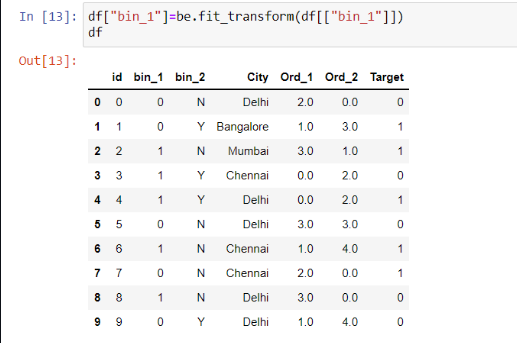 In [13]: df["bin_1"]=be.fit_transform(df[["bin_1"]])
df
Out[13]:
id bin_1 bin_2 City Ord_1 Ord_2 Target
0 0 0 N Delhi 2.0 0.0 0
1 1 0 Y Bangalore 1.0 3.0 1
2 2 1 N Mumbai 3.0 1.0 1
3 3 1 Y Chennai 0.0 2.0 0
4 4 1 Y Delhi 0.0 2.0 1
5 5 0 N Delhi 3.0 3.0 0
6 6 1 N Chennai 1.0 4.0 1
7 7 0 N Chennai 2.0 0.0 1
8 8 1 N Delhi 3.0 0.0 0
9 9 0 Y Delhi 1.0 4.0 0